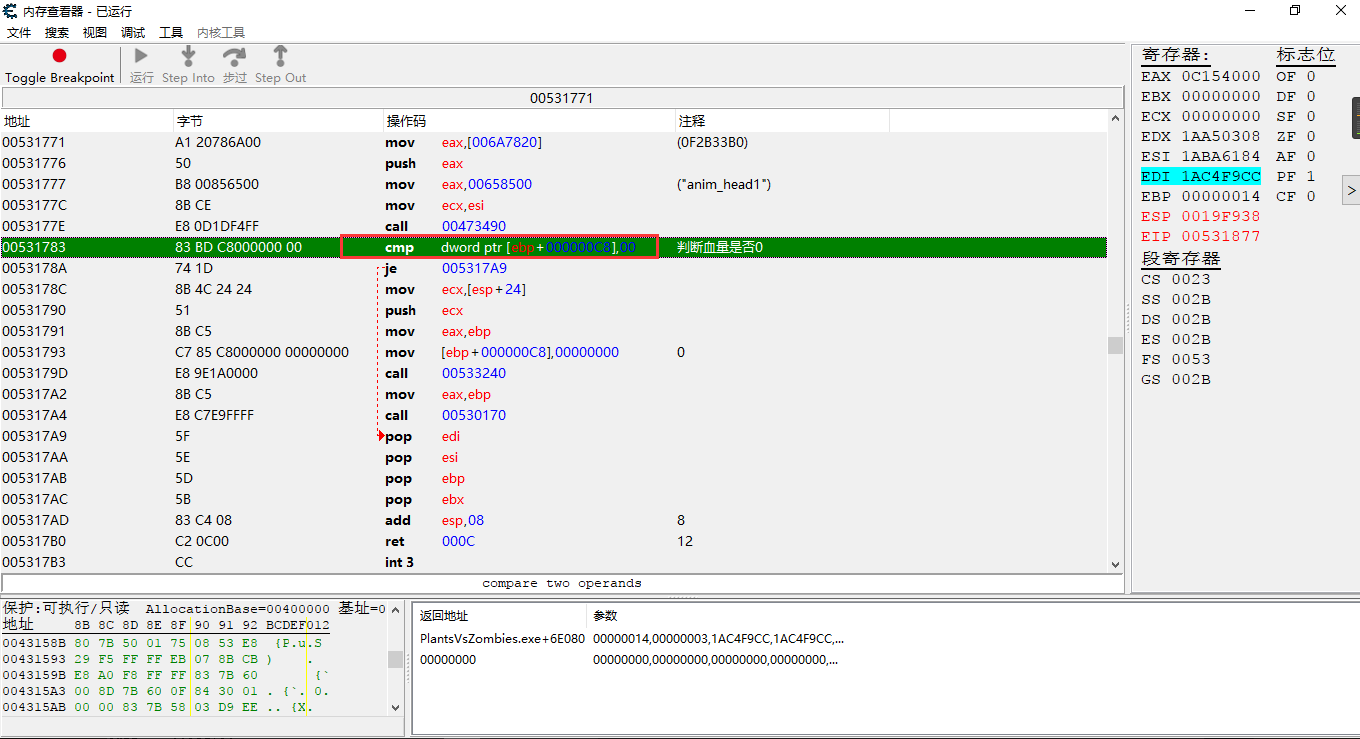 内存查看器 - 已运行
文件 搜索 视图 调试 工具 内核工具
Toggle Breakpoint 运行 Step Into 步过 Step Out
00531771
地址 字节 操作码 注释
00531771 A1 20786A00 mov eax,[006A7820] (0F2B33B0)
00531776 50 push eax
00531777 B8 00856500 mov eax,00658500 ("anim_head1")
0053177C 8B CE mov ecx,esi
0053177E E8 0D1DF4FF call 00473490
00531783 83 BD C8000000 00 cmp dword ptr [ebp+000000C8],00 判断血量是否0
0053178A 74 1D je 005317A9
0053178C 8B 4C 24 24 mov ecx,[esp+24]
00531790 51 push ecx
00531791 8B C5 mov eax,ebp
00531793 C7 85 C8000000 00000000 mov [ebp+000000C8],00000000 0
0053179D E8 9E1A0000 call 00533240
005317A2 8B C5 mov eax,ebp
005317A4 E8 C7E9FFFF call 00530170
005317A9 5F pop edi
005317AA 5E pop esi
005317AB 5D pop ebp
005317AC 5B pop ebx
005317AD 83 C4 08 add esp,08 8
005317B0 C2 0C00 ret 000C 12
005317B3 CC int 3
compare two operands
寄存器: 标志位
EAX 0C154000 OF 0
EBX 00000000 DF 0
ECX 00000000 SF 0
EDX 1AA50308 ZF 0
ESI 1ABA6184 AF 0
EDI 1AC4F9CC PF 1
EBP 00000014 CF 0
ESP 0019F938
EIP 00531877
段寄存器
CS 0023
SS 002B
DS 002B
ES 002B
FS 0053
GS 002B
>
保护:可执行/只读 AllocationBase=00400000 基址=0
地址 8B 8C 8D 8E 8F 90 91 92 BCDEF012
0043158B 80 7B 50 01 75 08 53 E8 {P.u.S
00431593 29 F5 FF FF EB 07 8B CB ) .
0043159B E8 A0 F8 FF FF 83 7B 60 {`
004315A3 00 8D 7B 60 0F 84 30 01 . {`. 0.
004315AB 00 00 83 7B 58 03 D9 EE .. {X.
返回地址 参数
PlantsVsZombies.exe+6E080 00000014,00000003,1AC4F9CC,1AC4F9CC,...
00000000 00000000,00000000,00000000,00000000,...